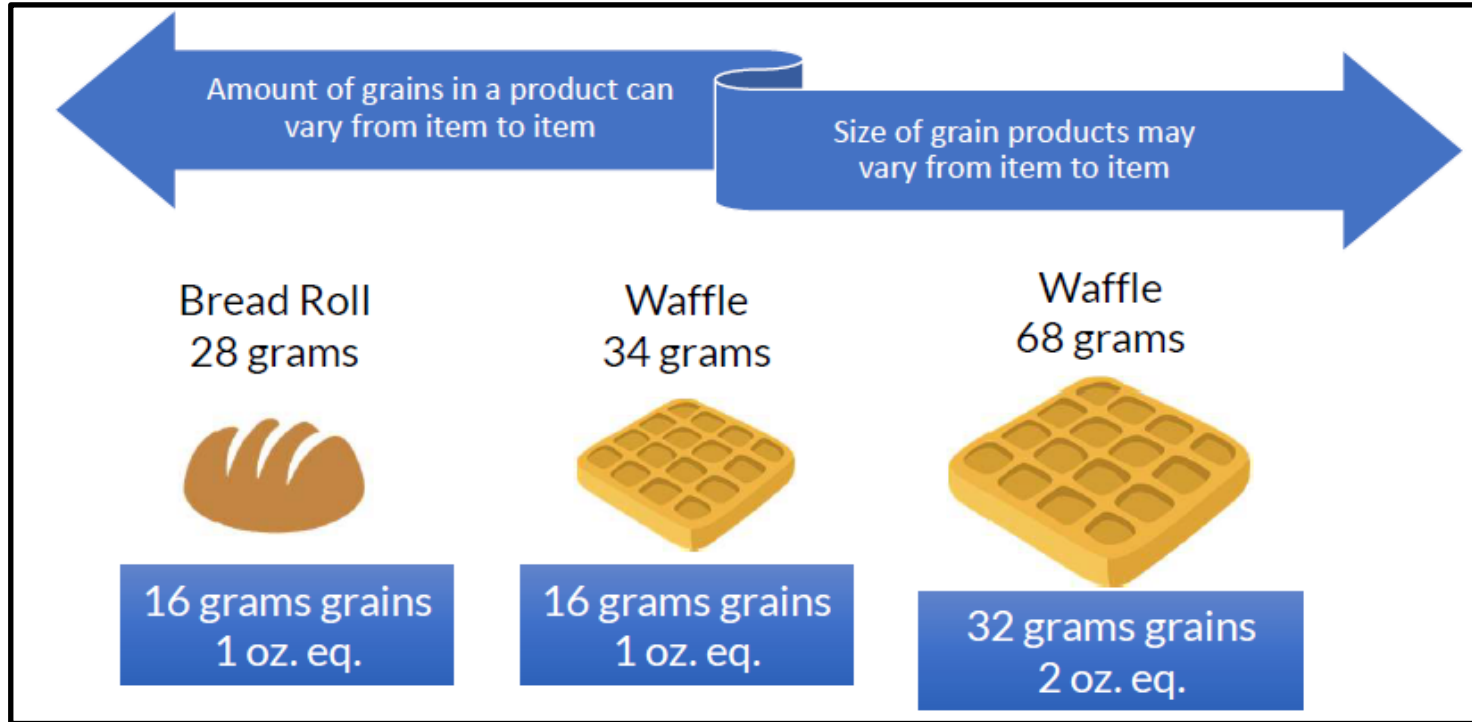 Amount of grains in a product can
vary from item to item
Size of grain products may
vary from item to item
Bread Roll
28 grams
16 grams grains
1 oz. eq.
Waffle
34 grams
16 grams grains
1 oz. eq.
Waffle
68 grams
32 grams grains
2 oz. eq.